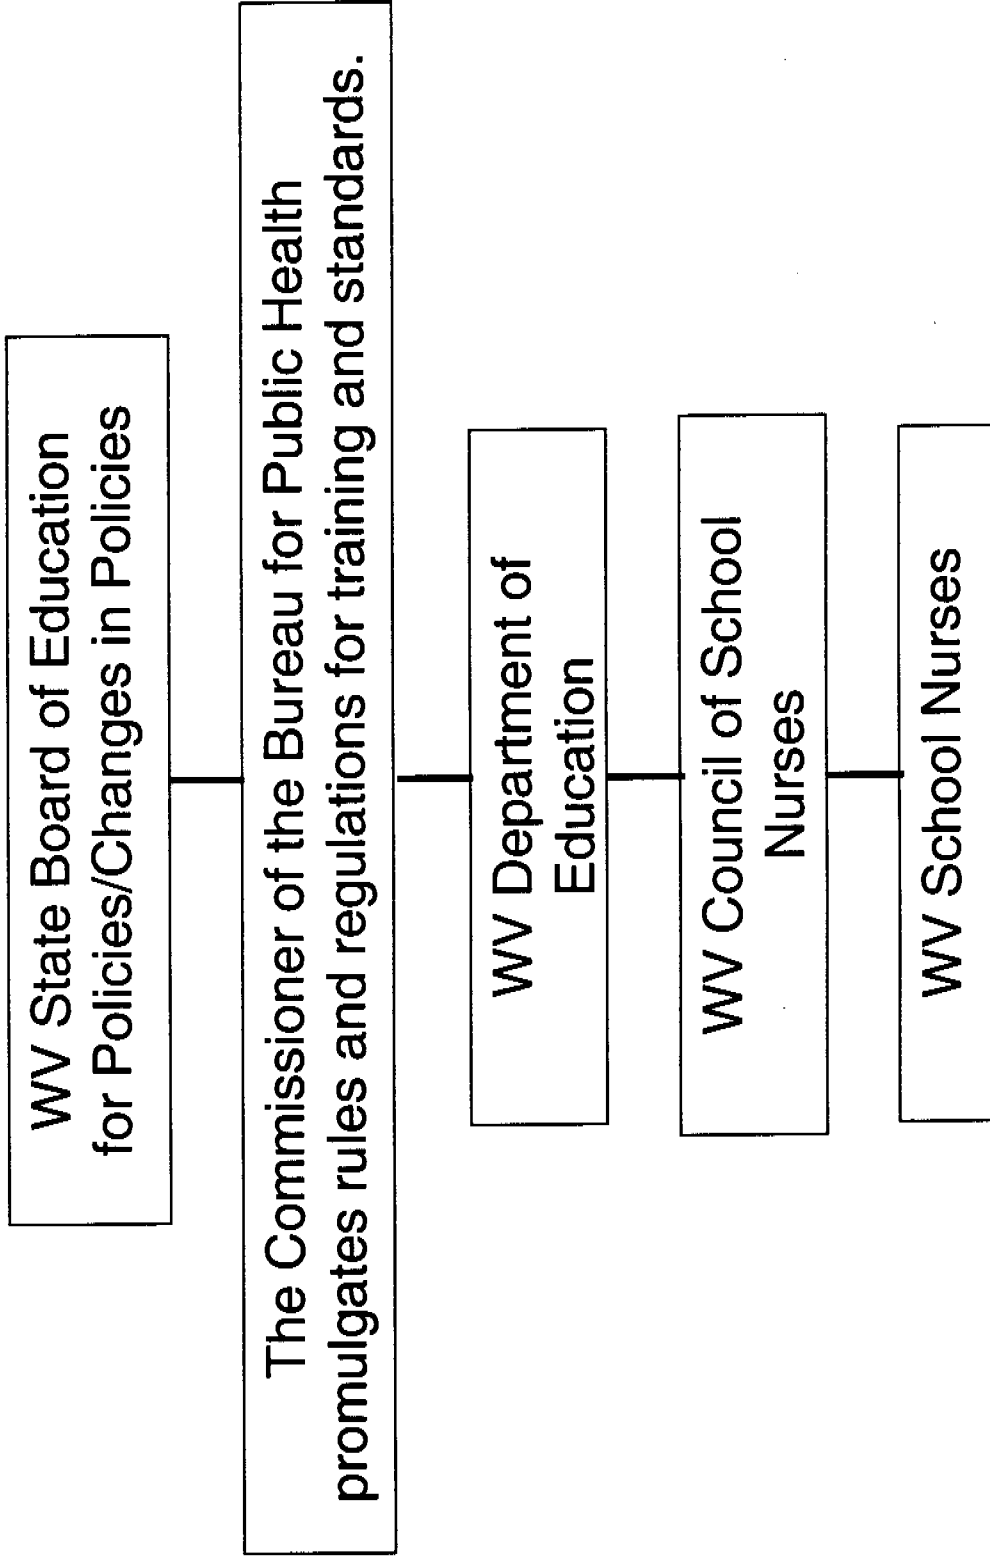 WV State Board of Education
for Policies/Changes in Policies
The Commissioner of the Bureau for Public Health
promulgates rules and regulations for training and standards.
WV Department of
Education
WV Council of School
Nurses
WV School Nurses